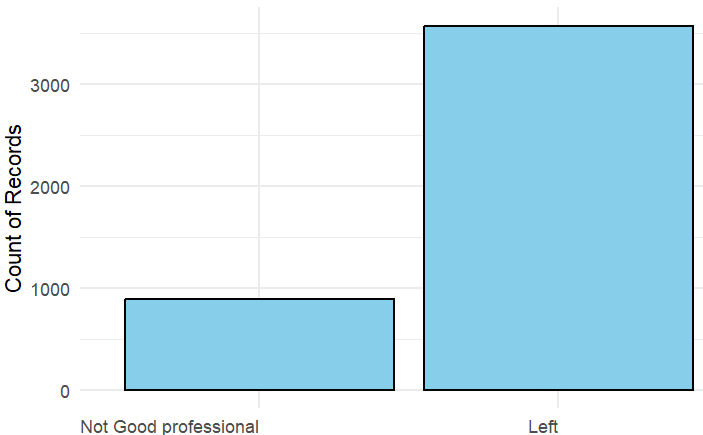 Count of Records
3000
2000
1000
0
Not Good professional
Left